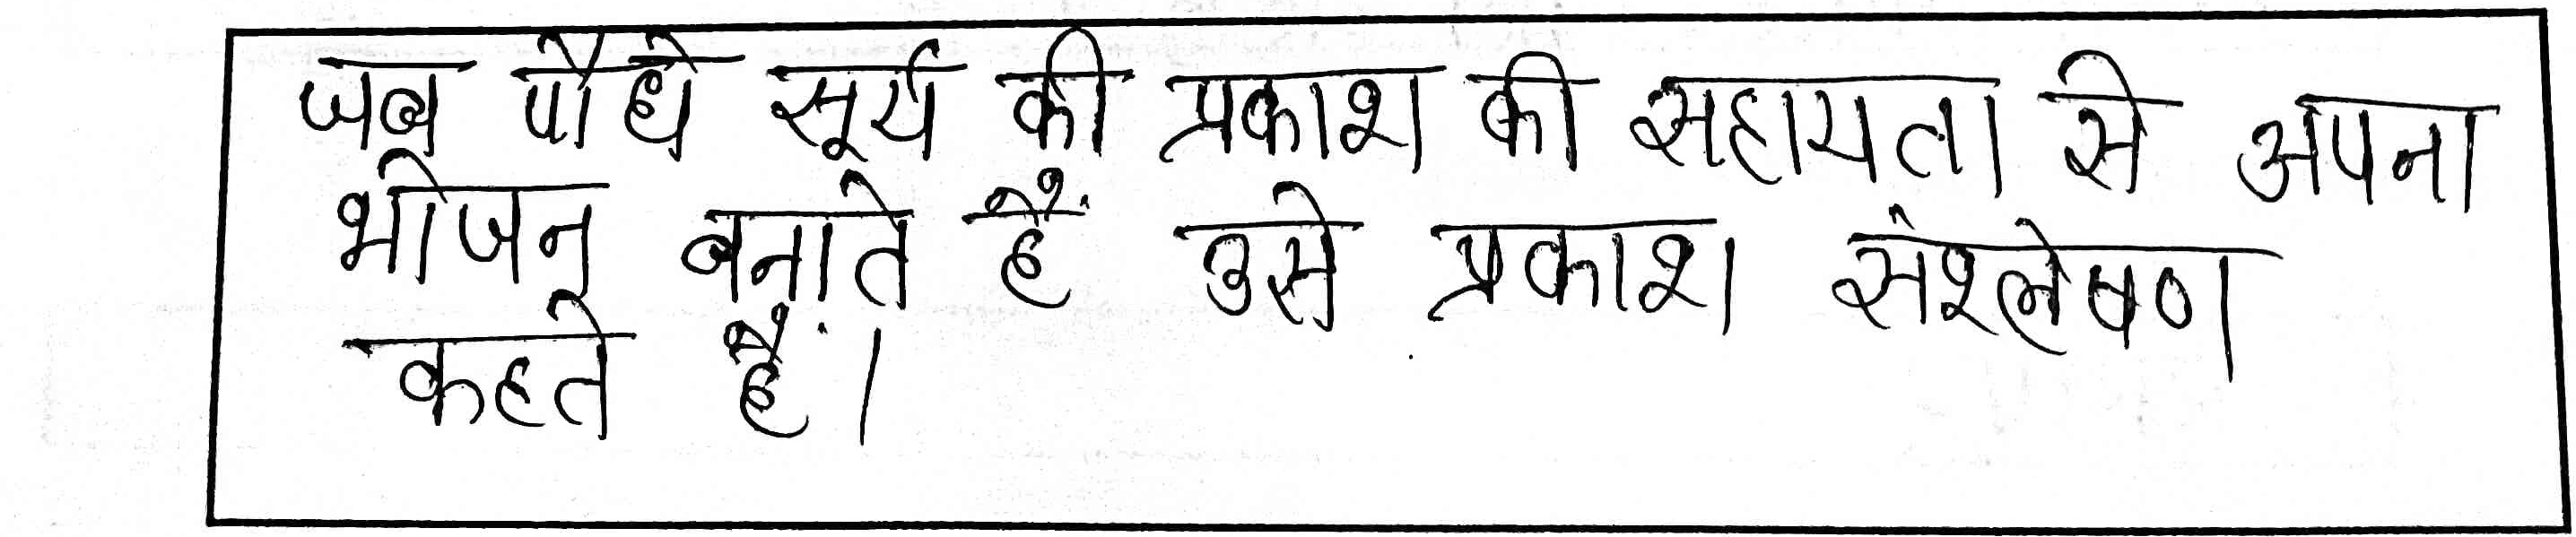 जब पौधे सूर्य की प्रकाश की सहायता से अपना
भोजन बनाते हैं उसे प्रकाश संश्लेषण
कहते हैं।